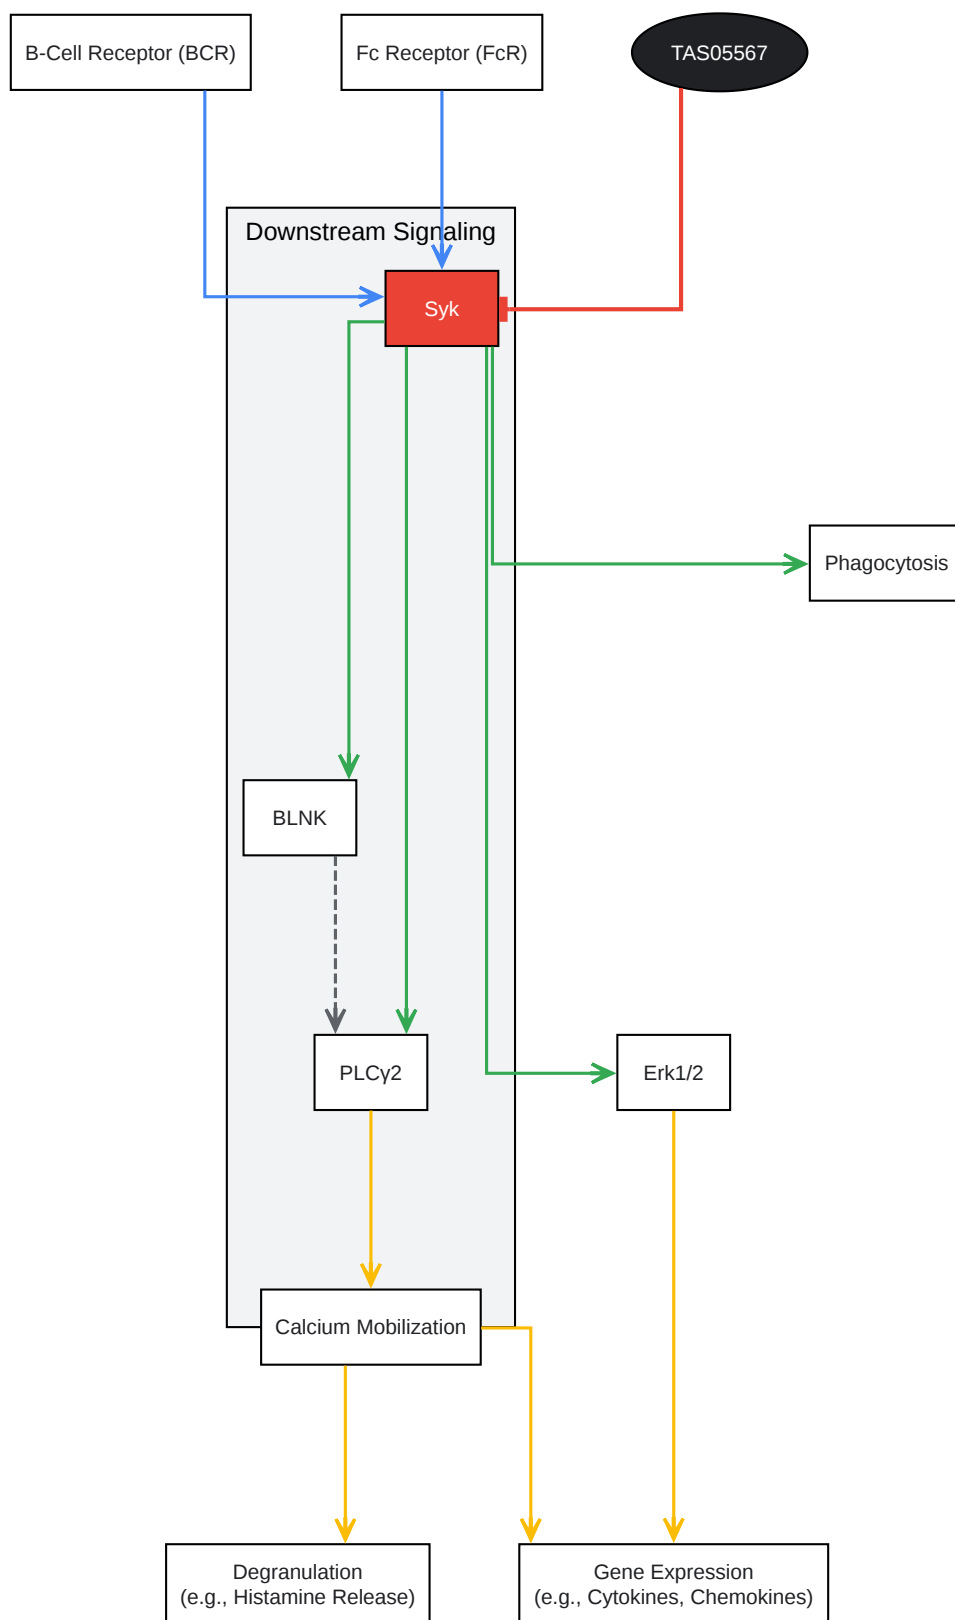 B-Cell Receptor (BCR)
Fc Receptor (FcR)
TAS05567
Downstream Signaling
Syk
Phagocytosis
BLNK
PLCγ2
Erk1/2
Calcium Mobilization
Degranulation
(e.g., Histamine Release)
Gene Expression
(e.g., Cytokines, Chemokines)